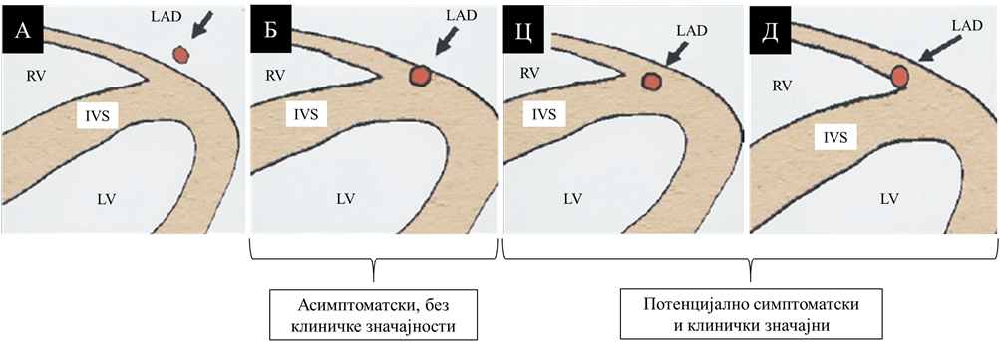 А
LAD
RV
IVS
LV
Б
LAD
RV
IVS
LV
Ц
LAD
RV
IVS
LV
Д
LAD
RV
IVS
LV
Асимптоматски, без
клиничке значајности
Потенцијално симптоматски
и клинички значајни